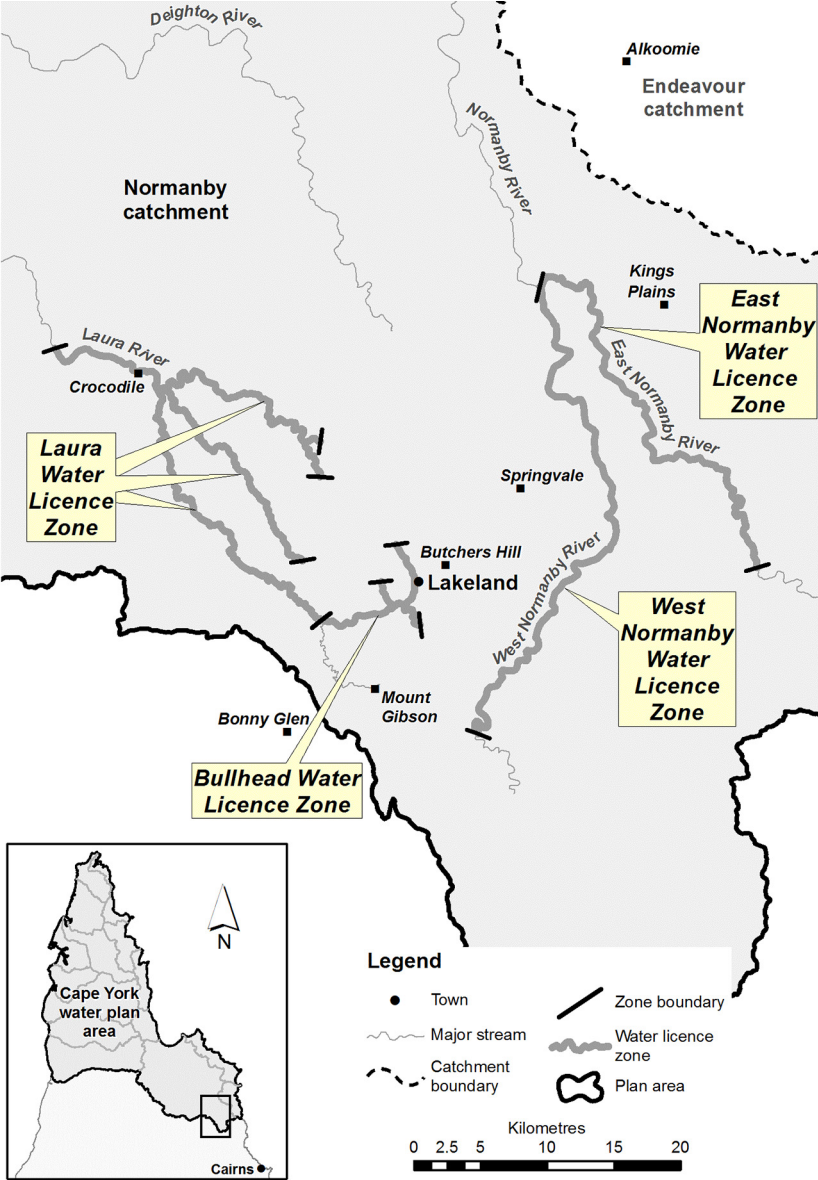 Deighton River
Alkoomie
Endeavour
catchment
Normanby River
Normanby
catchment
Kings
Plains
East
Normanby
Water
Licence
Zone
Laura River
Crocodile
East Normanby River
Laura
Water
Licence
Zone
Springvale
Butchers Hill
Lakeland
West Normanby River
West
Normanby
Water
Licence
Zone
Mount
Gibson
Bonny Glen
Bullhead Water
Licence Zone
N
Cape York
water plan
area
Cairns
Legend
Town
Major stream
Catchment
boundary
Zone boundary
Water licence
zone
Plan area
Kilometres
0 2.5 5 10 15 20